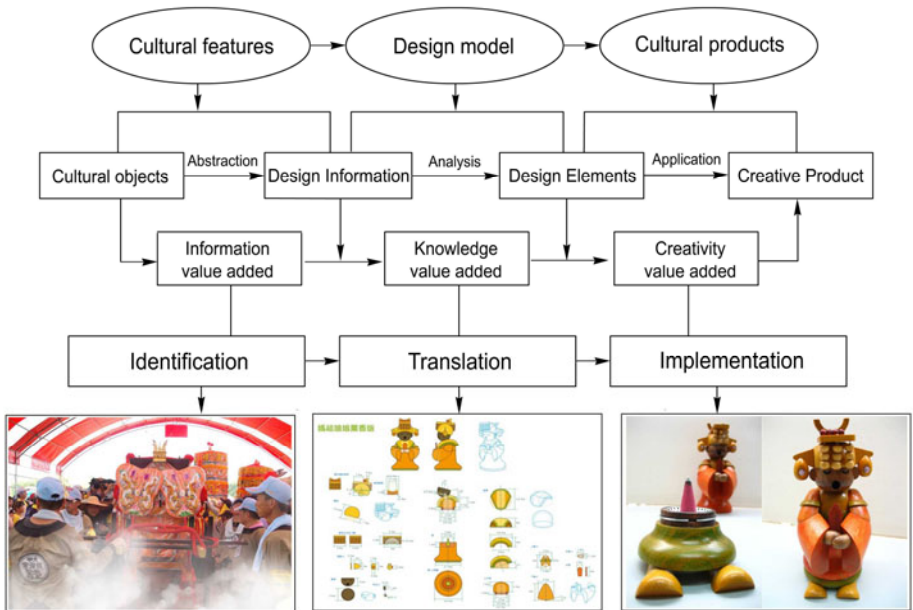 Cultural features
Design model
Cultural products
Abstraction
Analysis
Application
Cultural objects
Design Information
Design Elements
Creative Product
Information
value added
Knowledge
value added
Creativity
value added
Identification
Translation
Implementation